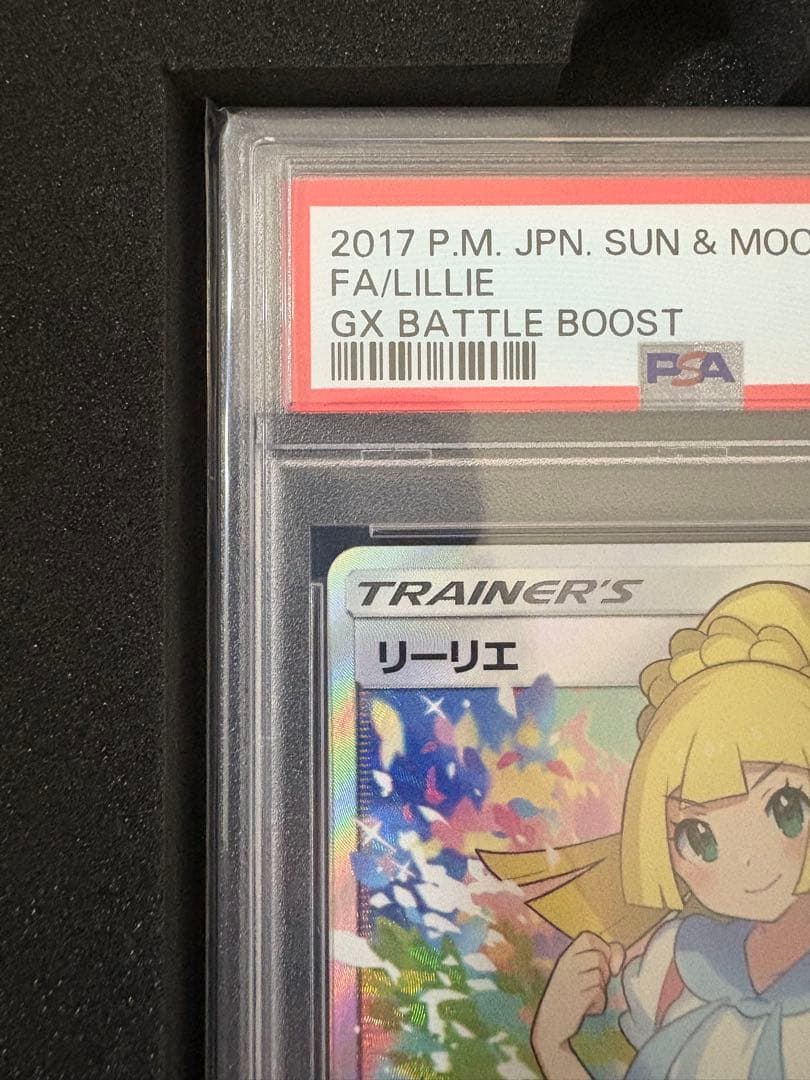 2017 P.M. JPN. SUN & MOO
FA/LILLIE
GX BATTLE BOOST
PSA
TRAINER'S
リーリエ